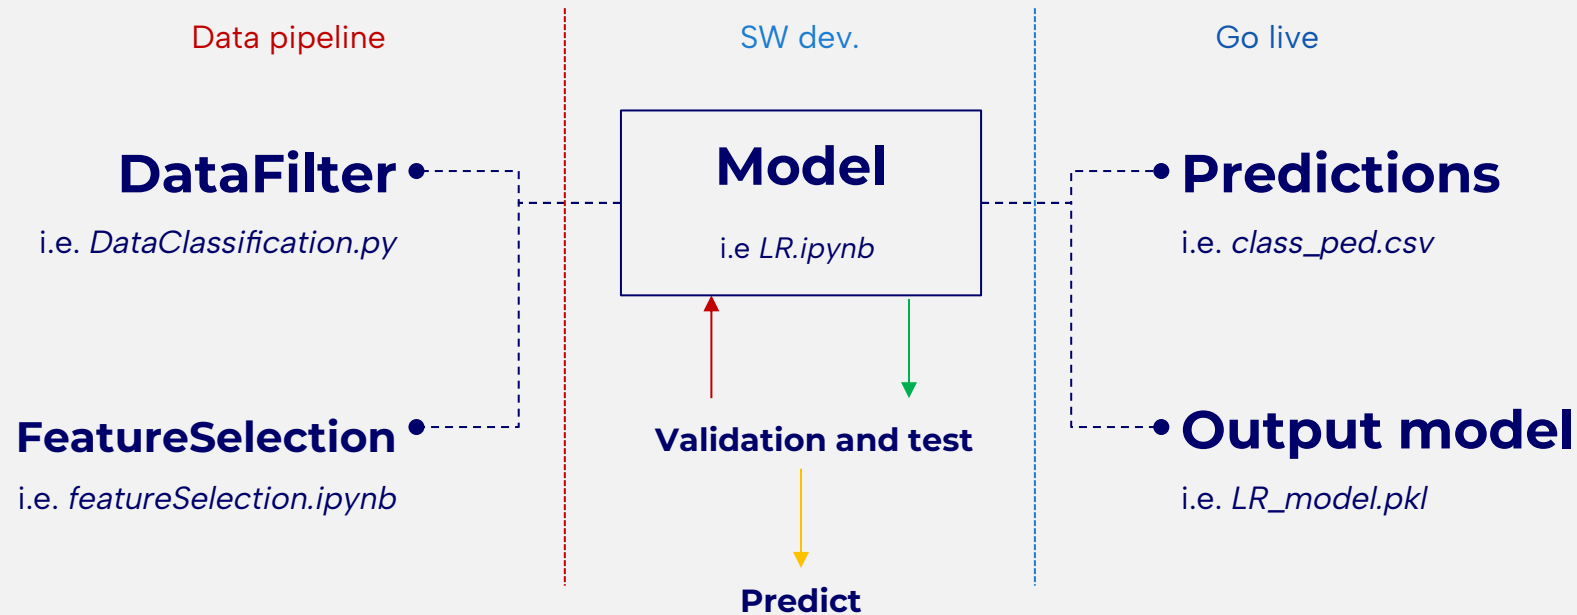 Data pipeline
SW dev.
Go live
DataFilter
i.e. DataClassification.py
FeatureSelection
i.e. featureSelection.ipynb
Model
i.e LR.ipynb
Validation and test
Predict
Predictions
i.e. class_ped.csv
Output model
i.e. LR_model.pkl